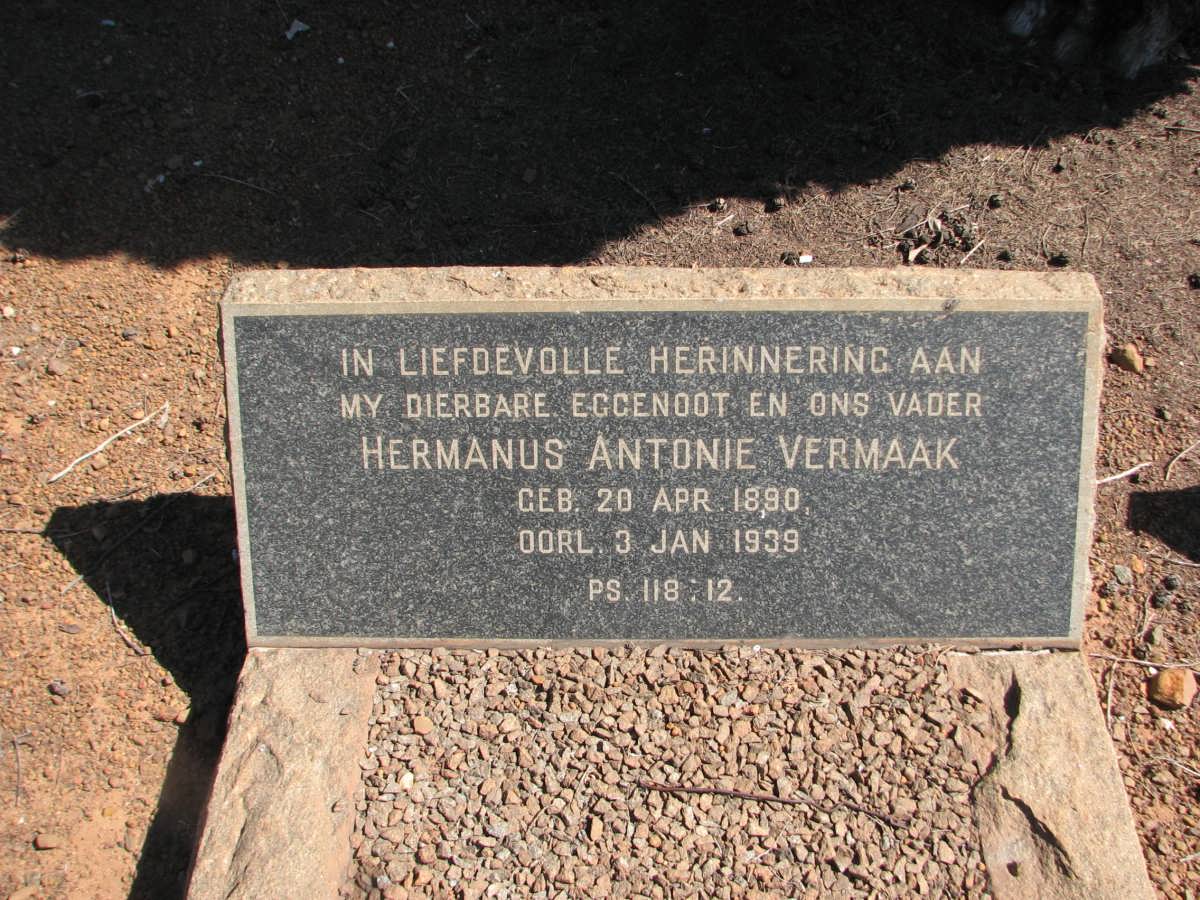 IN LIEFDEVOLLE HERINNERING AAN
MY DIERBARE EGGENOOT EN ONS VADER
HERMANUS ANTONIE VERMAAK
GEB. 20 APR. 1890,
OORL. 3 JAN 1939.
PS. 118:12.